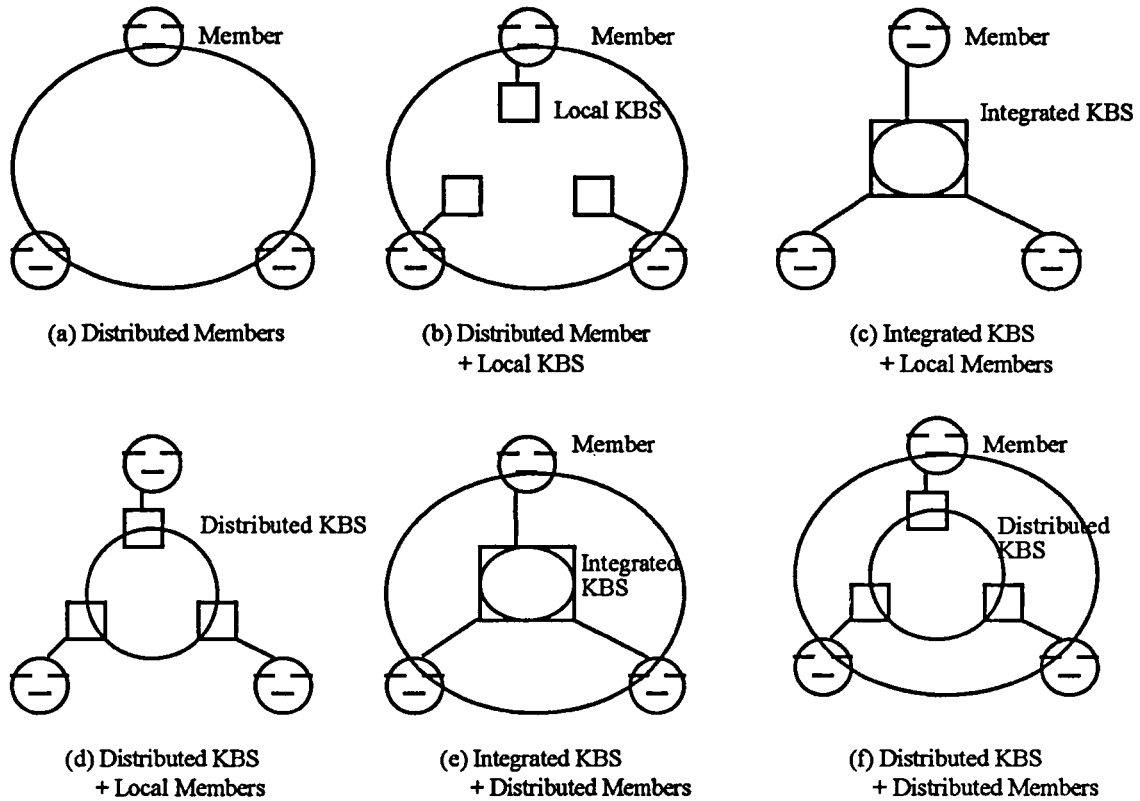 Member
Member
Local KBS
Member
Integrated KBS
(a) Distributed Members
(b) Distributed Member
+ Local KBS
(c) Integrated KBS
+ Local Members
Distributed KBS
Member
Integrated
KBS
Member
Distributed
KBS
(d) Distributed KBS
+ Local Members
(e) Integrated KBS
+ Distributed Members
(f) Distributed KBS
+ Distributed Members